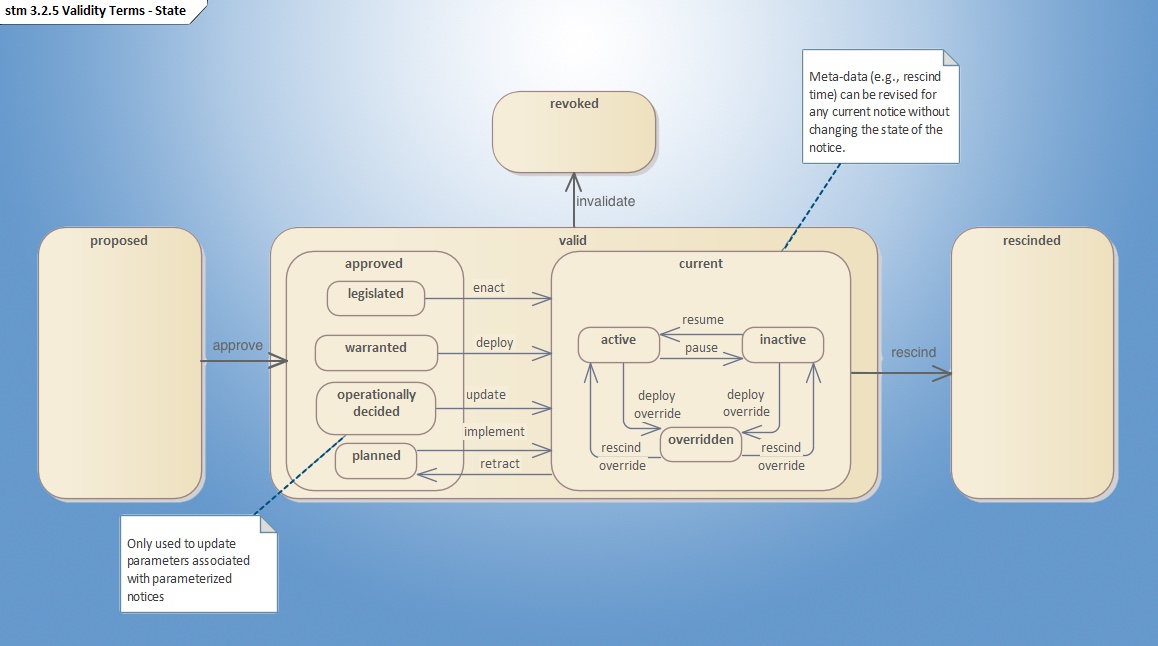 stm 3.2.5 Validity Terms - State
Meta-data (e.g., rescind
time) can be revised for
any current notice without
changing the state of the
notice.
revoked
invalidate
proposed
valid
rescinded
approved
current
legislated
enact
resume
active
inactive
warranted
deploy
pause
approve
rescind
operationally
decided
update
deploy
override
deploy
override
implement
overridden
planned
retract
rescind
override
rescind
override
Only used to update
parameters associated
with parameterized
notices